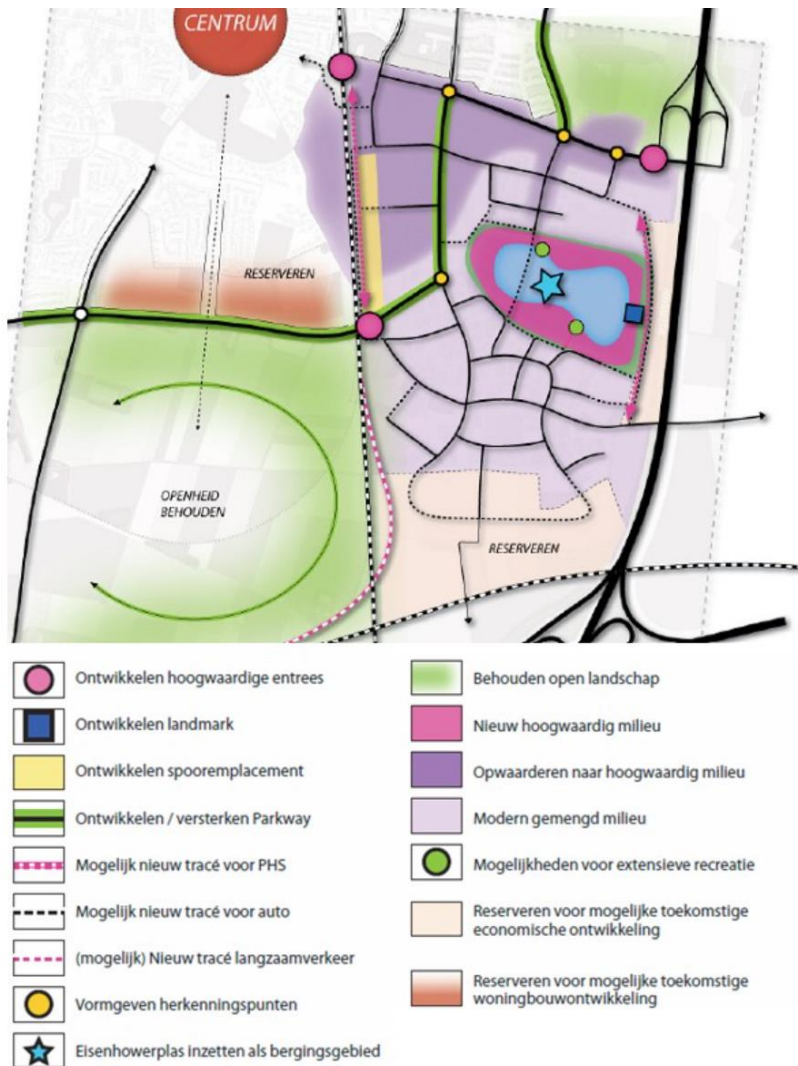 CENTRUM
RESERVEREN
OPENHEID
BEHOUDEN
RESERVEREN
Ontwikkelen hoogwaardige entrees
Ontwikkelen landmark
Ontwikkelen spooremplacement
Ontwikkelen / versterken Parkway
Mogelijk nieuw tracé voor PHS
Mogelijk nieuw tracé voor auto
(mogelijk) Nieuw tracé langzaamverkeer
Vormgeven herkenningspunten
Eisenhowerplas inzetten als bergingsgebied
Behouden open landschap
Nieuw hoogwaardig milieu
Opwaarderen naar hoogwaardig milieu
Modern gemengd milieu
Mogelijkheden voor extensieve recreatie
Reserveren voor mogelijke toekomstige
economische ontwikkeling
Reserveren voor mogelijke toekomstige
woningbouwontwikkeling